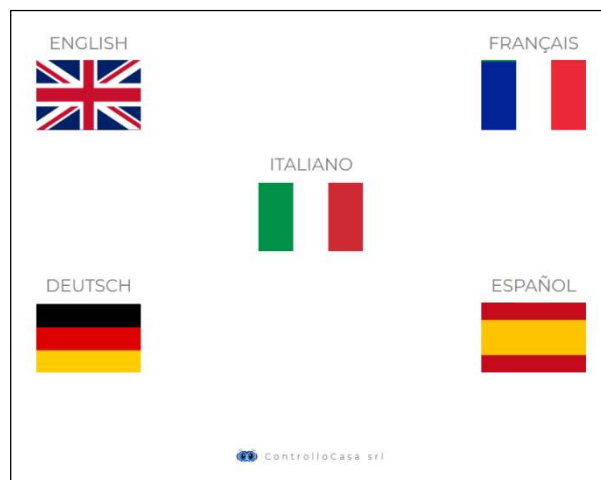 ENGLISH
FRANÇAIS
ITALIANO
DEUTSCH
ESPAÑOL
ControlloCasa srl